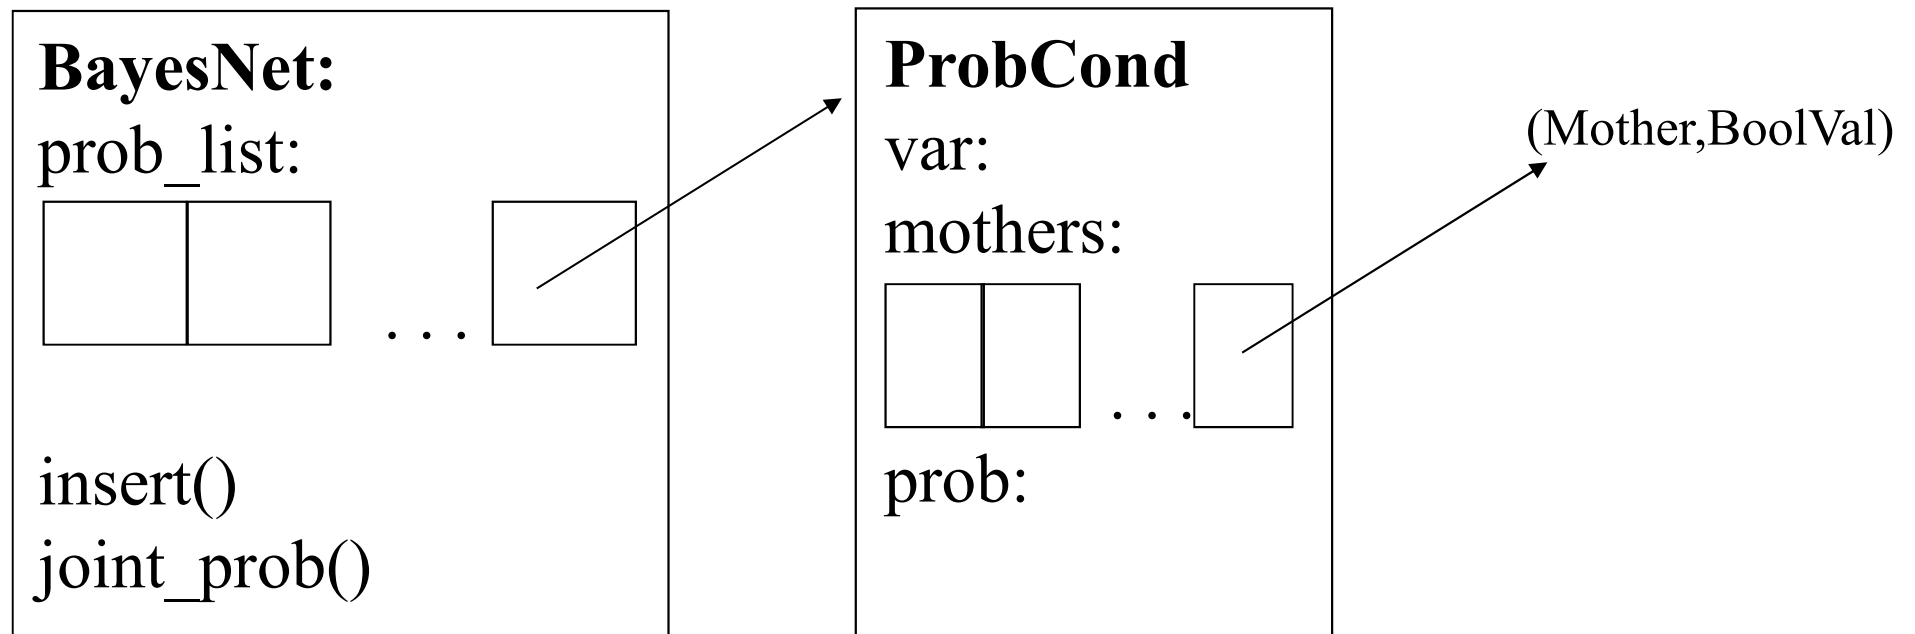 BayesNet:
prob_list:
. . .
insert()
joint_prob()
ProbCond
var:
mothers:
. . .
prob:
(Mother,BoolVal)